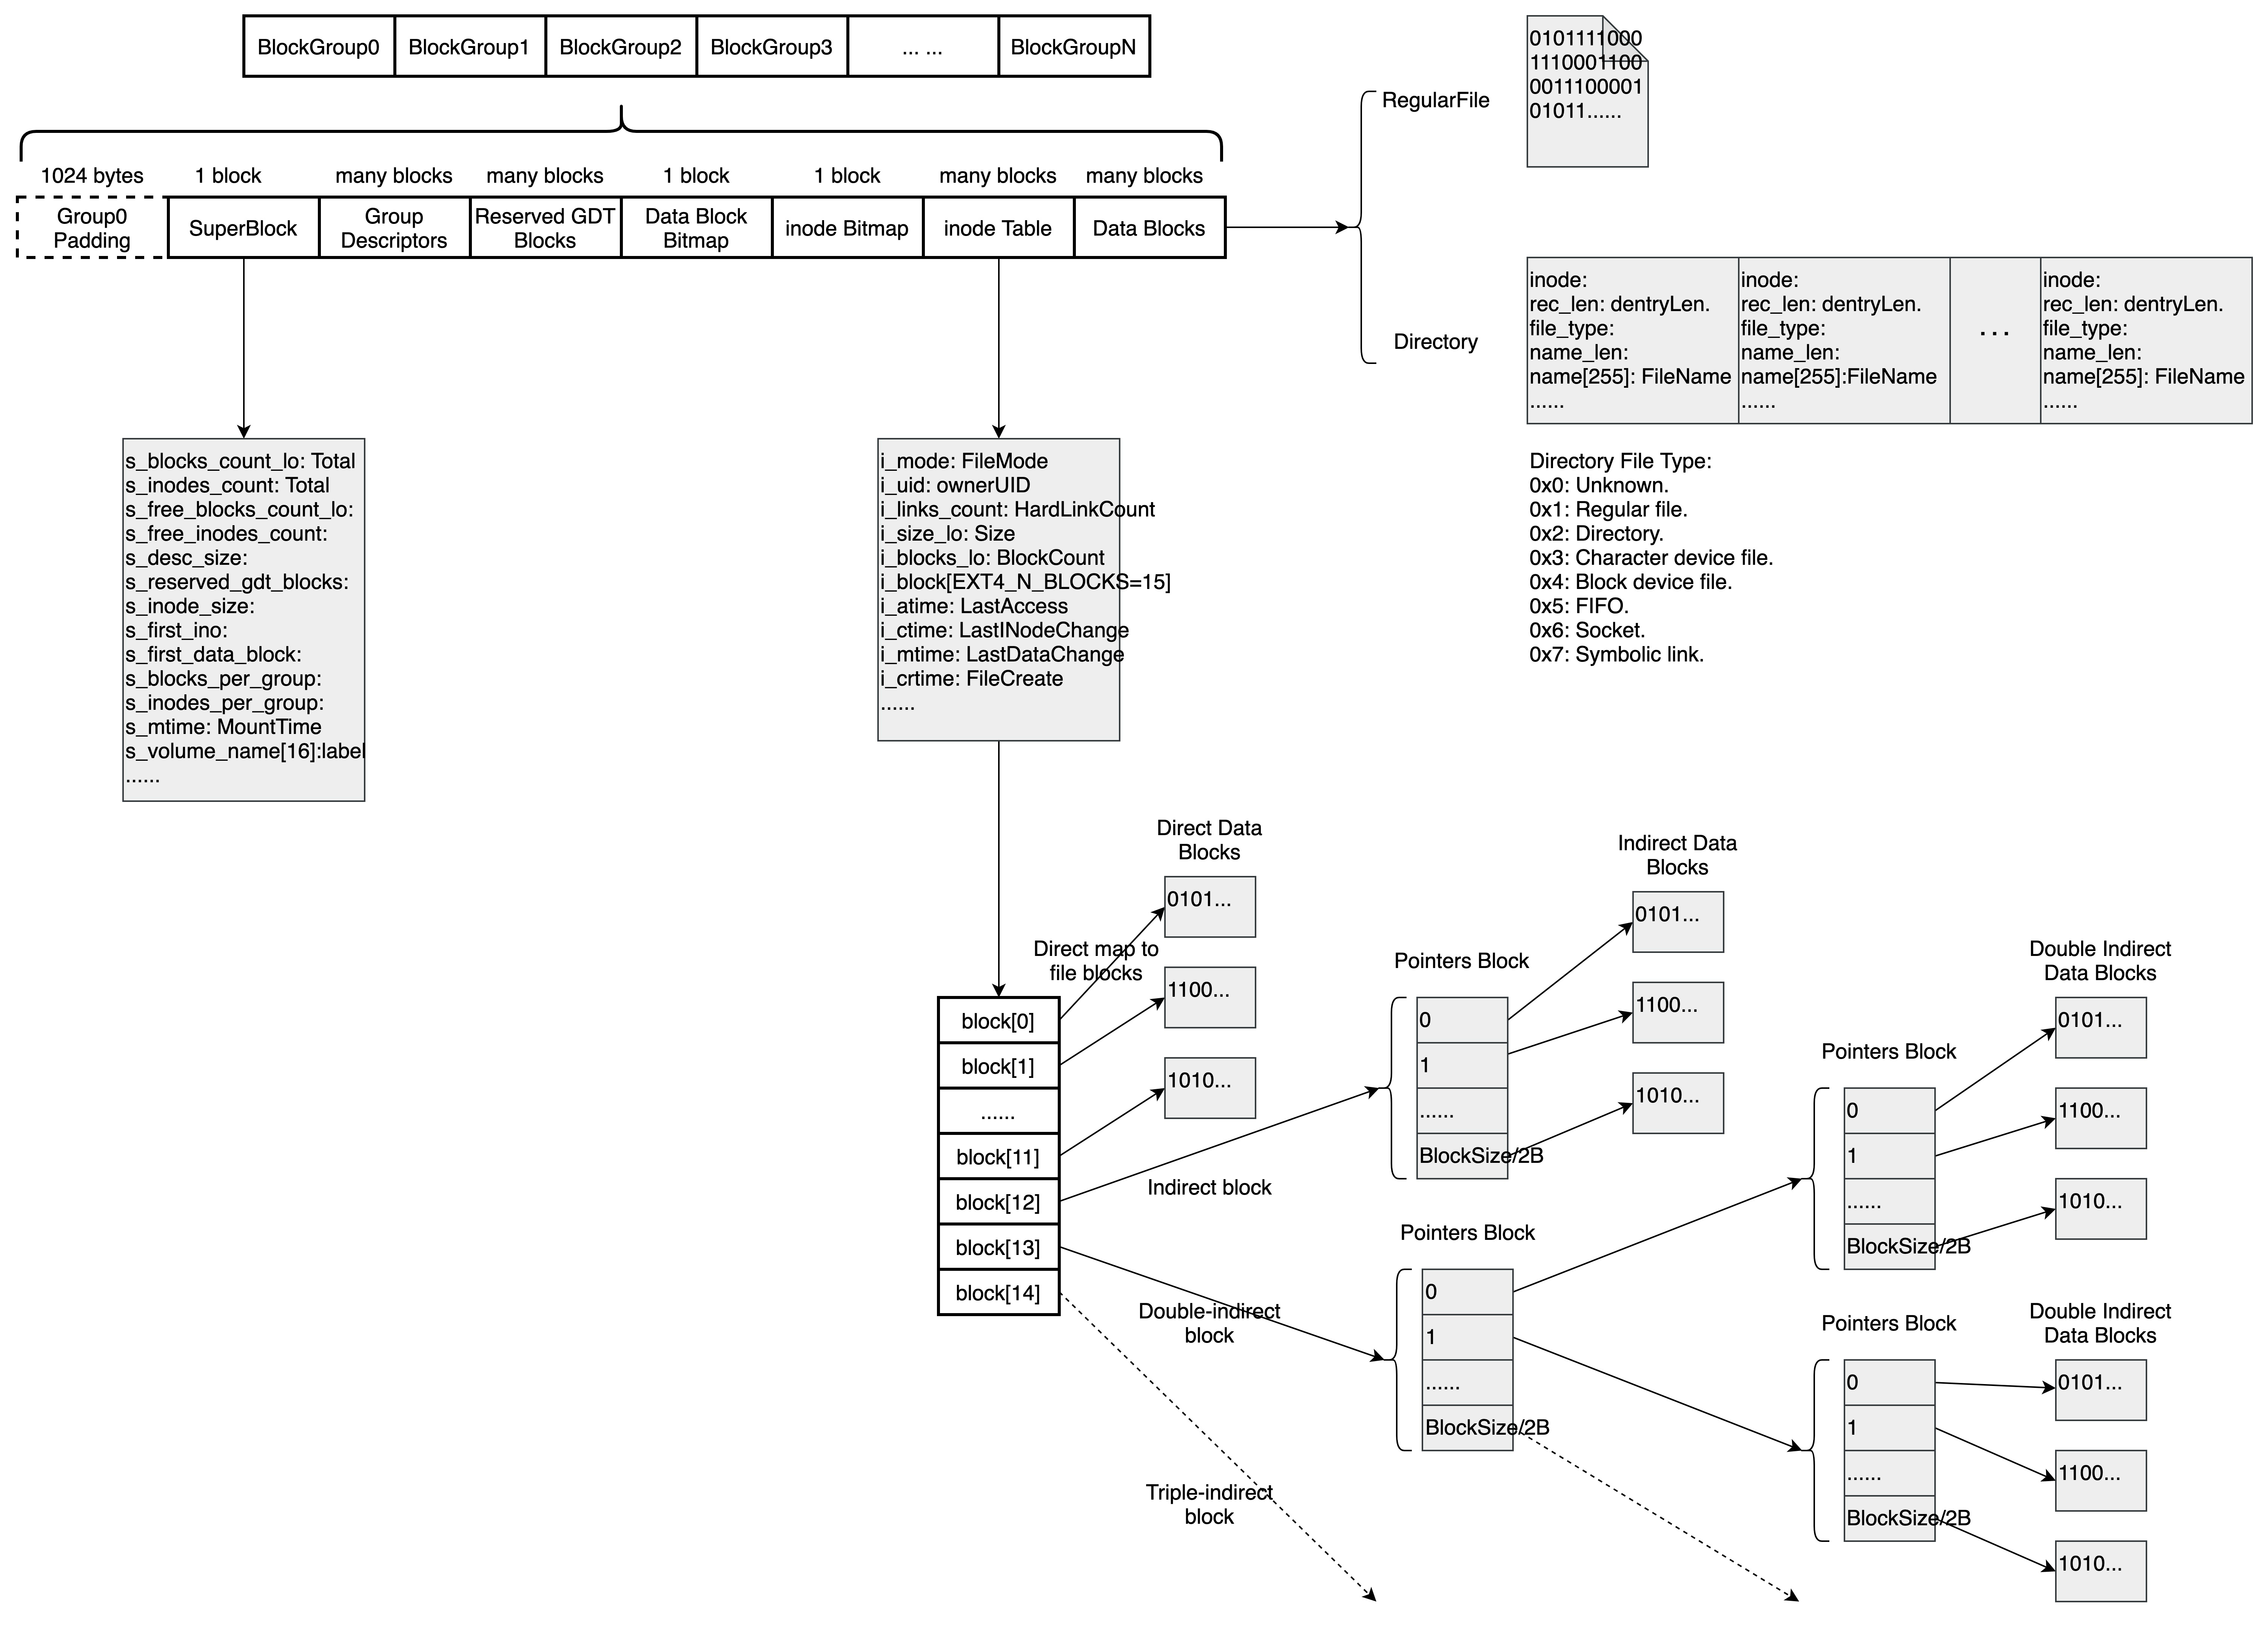 BlockGroup0
BlockGroup1
BlockGroup2
BlockGroup3
... ...
BlockGroupN
1024 bytes
1 block
many blocks
many blocks
1 block
1 block
many blocks
many blocks
Group0
Padding
SuperBlock
Group
Descriptors
Reserved GDT
Blocks
Data Block
Bitmap
inode Bitmap
inode Table
Data Blocks
RegularFile
0101111000
1110001100
0011100001
01011......
Directory
inode:
rec_len: dentryLen.
file_type:
name_len:
name[255]: FileName
......
inode:
rec_len: dentryLen.
file_type:
name_len:
name[255]:FileName
......
...
inode:
rec_len: dentryLen.
file_type:
name_len:
name[255]: FileName
......
Directory File Type:
0x0: Unknown.
0x1: Regular file.
0x2: Directory.
0x3: Character device file.
0x4: Block device file.
0x5: FIFO.
0x6: Socket.
0x7: Symbolic link.
s_blocks_count_lo: Total
s_inodes_count: Total
s_free_blocks_count_lo:
s_free_inodes_count:
s_desc_size:
s_reserved_gdt_blocks:
s_inode_size:
s_first_ino:
s_first_data_block:
s_blocks_per_group:
s_inodes_per_group:
s_mtime: MountTime
s_volume_name[16]:label
......
i_mode: FileMode
i_uid: ownerUID
i_links_count: HardLinkCount
i_size_lo: Size
i_blocks_lo: BlockCount
i_block[EXT4_N_BLOCKS=15]
i_atime: LastAccess
i_ctime: LastINodeChange
i_mtime: LastDataChange
i_crtime: FileCreate
......
block[0]
block[1]
......
block[11]
block[12]
block[13]
block[14]
Direct map to
file blocks
Direct Data
Blocks
0101...
1100...
1010...
Indirect block
Pointers Block
0
1
......
BlockSize/2B
Indirect Data
Blocks
0101...
1100...
1010...
Double-indirect
block
Pointers Block
0
1
......
BlockSize/2B
Pointers Block
0
1
......
BlockSize/2B
Double Indirect
Data Blocks
0101...
1100...
1010...
Pointers Block
0
1
......
BlockSize/2B
Double Indirect
Data Blocks
0101...
1100...
1010...
Triple-indirect
block